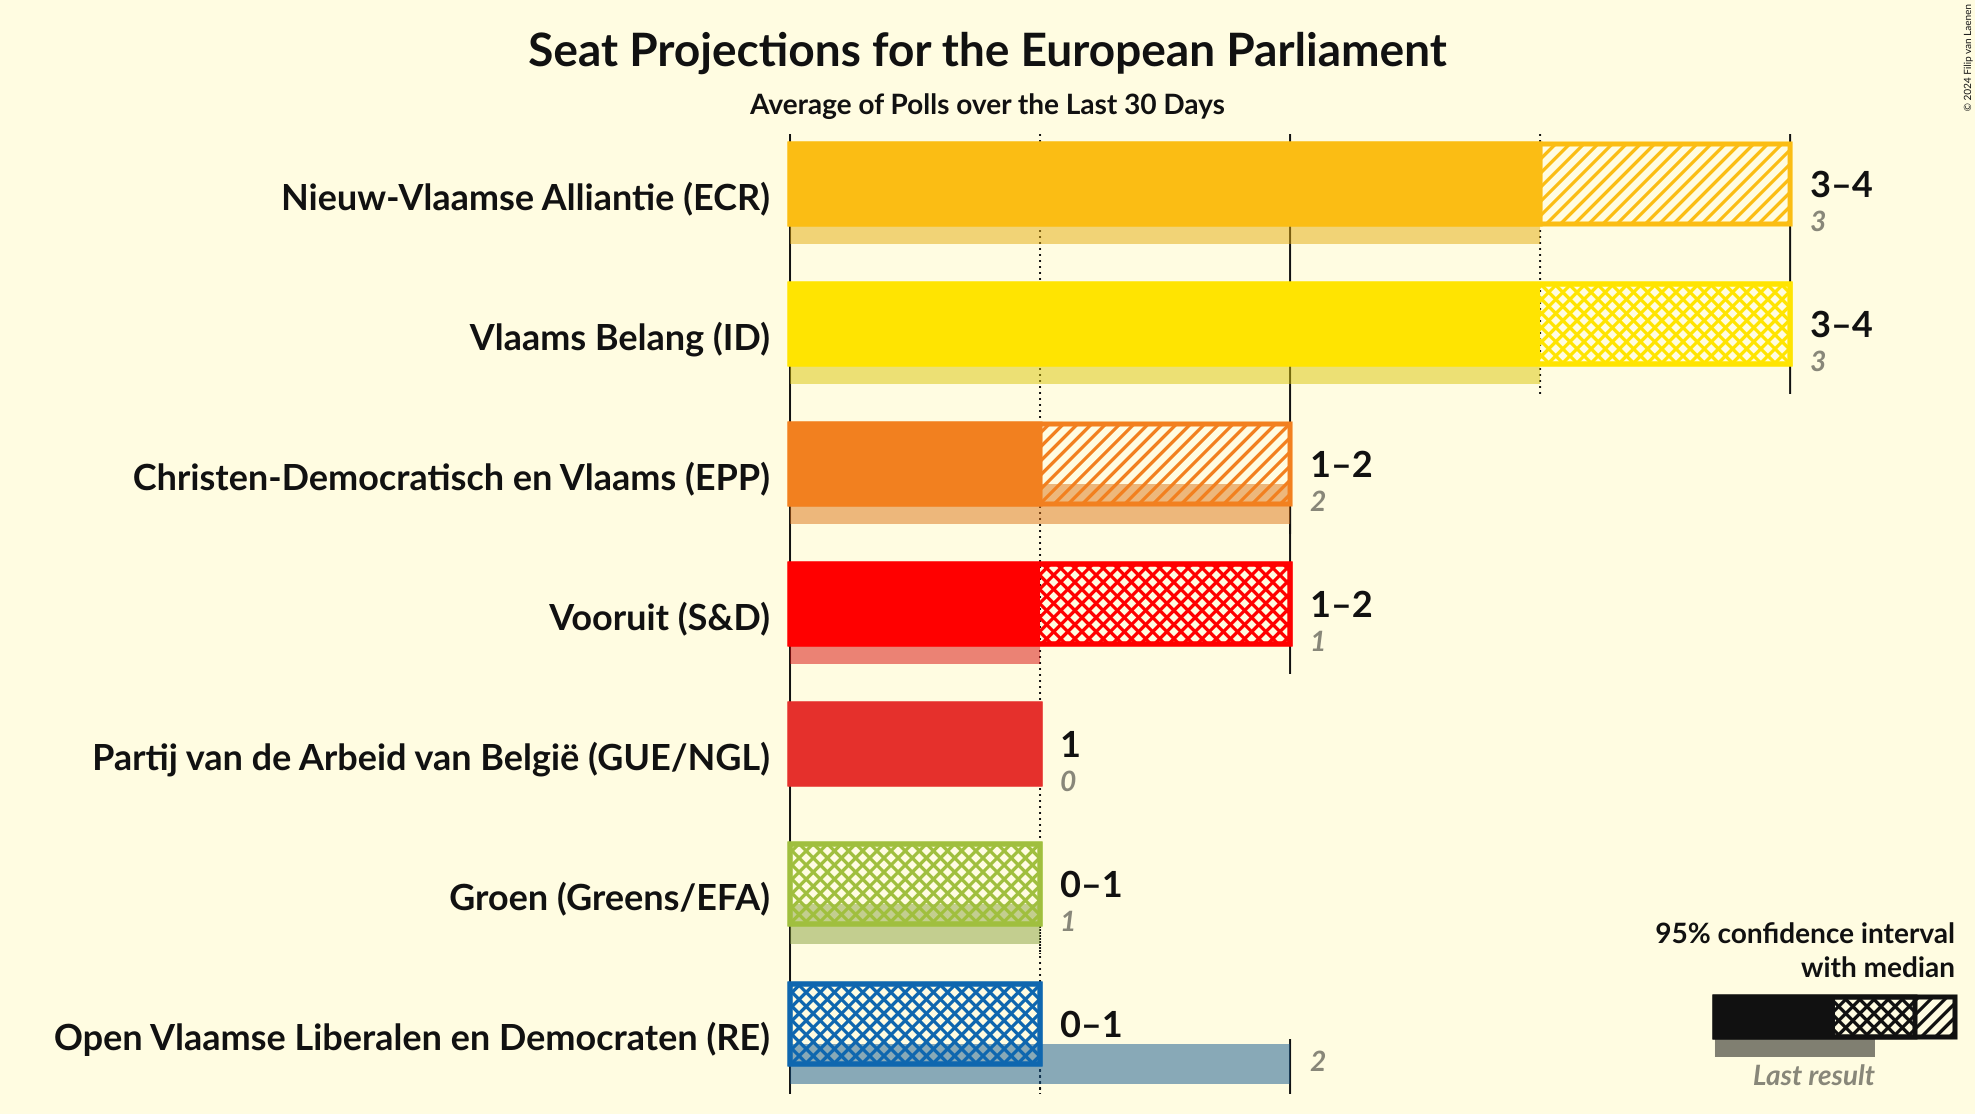 Seat Projections for the European Parliament
Average of Polls over the Last 30 Days
© 2024 Filip van Laenen
Nieuw-Vlaamse Alliantie (ECR)
3–4
3
Vlaams Belang (ID)
3–4
3
Christen-Democratisch en Vlaams (EPP)
1–2
2
Vooruit (S&D)
1–2
1
Partij van de Arbeid van België (GUE/NGL)
1
0
Groen (Greens/EFA)
0–1
1
Open Vlaamse Liberalen en Democraten (RE)
0–1
2
95% confidence interval
with median
Last result